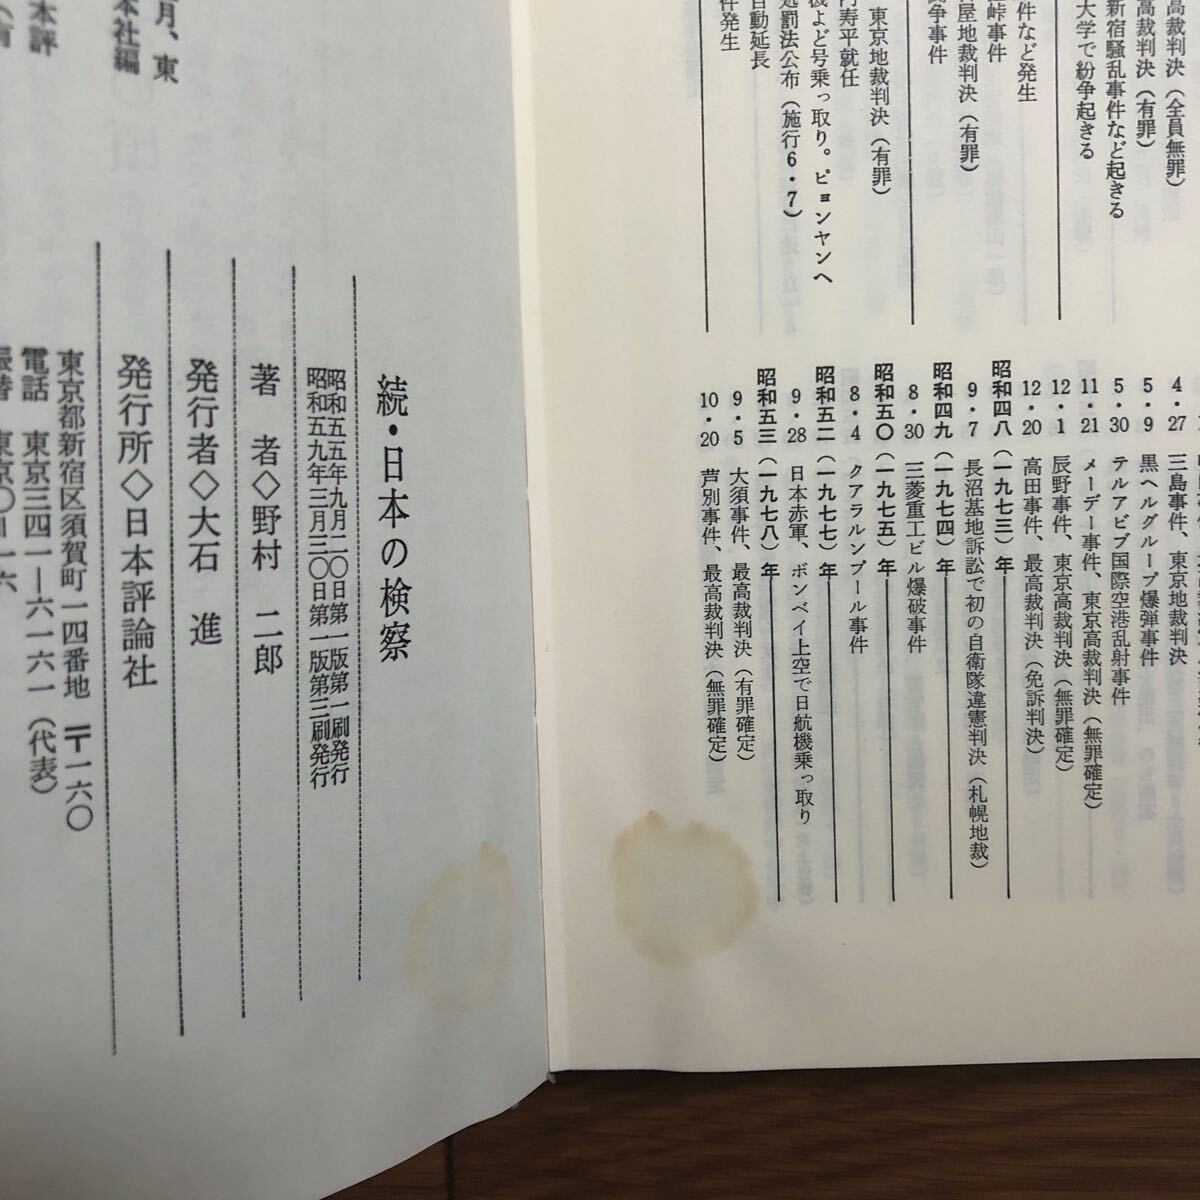 高裁判決（全員無罪）
高裁判決（有罪）
新宿騒乱事件など起きる
大学で紛争起きる
件など発生
峠事件
屋地裁判決（有罪）
争事件
東京地裁判決（有罪）
寿平就任
機よど号乗っ取り。ピョンヤンへ
処罰法公布（施行6・7）
自動延長
件発生
4・27 三島事件、東京地裁判決
5・9 黒ヘルグループ爆弾事件
5・30 テルアビブ国際空港乱射事件
11・21 メーデー事件、東京高裁判決（無罪確定）
12・1 辰野事件、東京高裁判決（無罪確定）
12・20 高田事件、最高裁判決（免訴判決）
昭和四八（一九七三）年
9・7 長沼基地訴訟で初の自衛隊違憲判決（札幌地裁）
昭和四九（一九七四）年
8・30 三菱重工ビル爆破事件
昭和五〇（一九七五）年
8・4 クアラルンプール事件
昭和五二（一九七七）年
9・28 日本赤軍、ボンベイ上空で日航機乗っ取り
昭和五三（一九七八）年
9・5 大須事件、最高裁判決（有罪確定）
10・20 芦別事件、最高裁判決（無罪確定）
月、東
本社編
本評
続・日本の検察
昭和五五年九月二〇日第一版第一刷発行
昭和五九年三月三〇日第一版第三刷発行
著者◇野村 二郎
発行者◇大石 進
発行所◇日本評論社
東京都新宿区須賀町一四番地 〒一六〇
電話 東京三四一―六一六一（代表）
振替 東京〇―一六